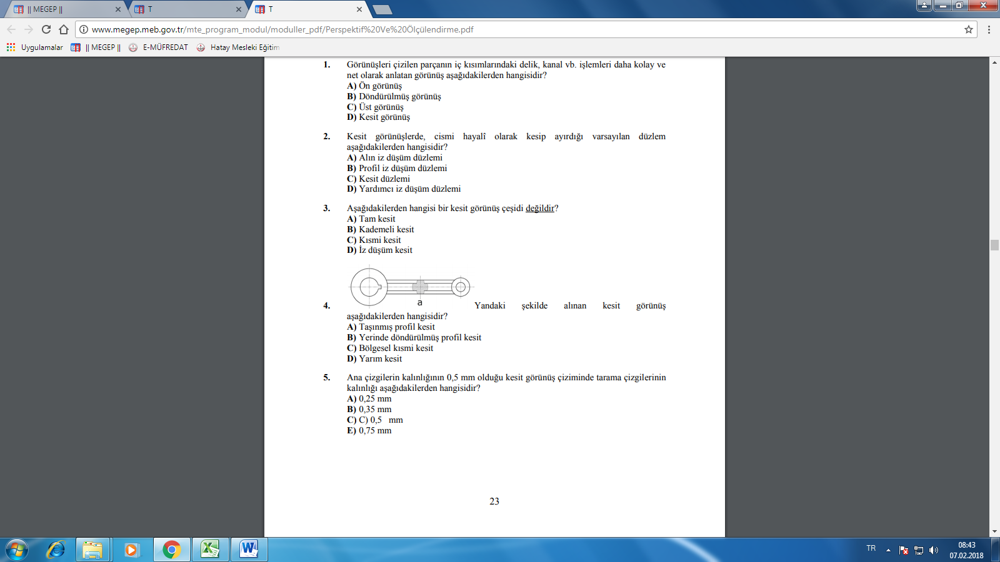 || MEGEP ||
T
T
www.megep.meb.gov.tr/mte_program_modul/moduller_pdf/Perspektif%20Ve%20Ölçülendirme.pdf
Uygulamalar || MEGEP || E-MÜFREDAT Hatay Mesleki Eğitim
1. Görünüşleri çizilen parçanın iç kısımlarındaki delik, kanal vb. işlemleri daha kolay ve
net olarak anlatan görünüş aşağıdakilerden hangisidir?
A) Ön görünüş
B) Döndürülmüş görünüş
C) Üst görünüş
D) Kesit görünüş
2. Kesit görünüşlerde, cismi hayalî olarak kesip ayırdığı varsayılan düzlem
aşağıdakilerden hangisidir?
A) Alın iz düşüm düzlemi
B) Profil iz düşüm düzlemi
C) Kesit düzlemi
D) Yardımcı iz düşüm düzlemi
3. Aşağıdakilerden hangisi bir kesit görünüş çeşidi değildir?
A) Tam kesit
B) Kademeli kesit
C) Kısmi kesit
D) İz düşüm kesit
a
4. Yandaki şekilde alınan kesit görünüş
aşağıdakilerden hangisidir?
A) Taşınmış profil kesit
B) Yerinde döndürülmüş profil kesit
C) Bölgesel kısmi kesit
D) Yarım kesit
5. Ana çizgilerin kalınlığının 0,5 mm olduğu kesit görünüş çiziminde tarama çizgilerinin
kalınlığı aşağıdakilerden hangisidir?
A) 0,25 mm
B) 0,35 mm
C) C) 0,5 mm
E) 0,75 mm
23
TR
08:43
07.02.2018